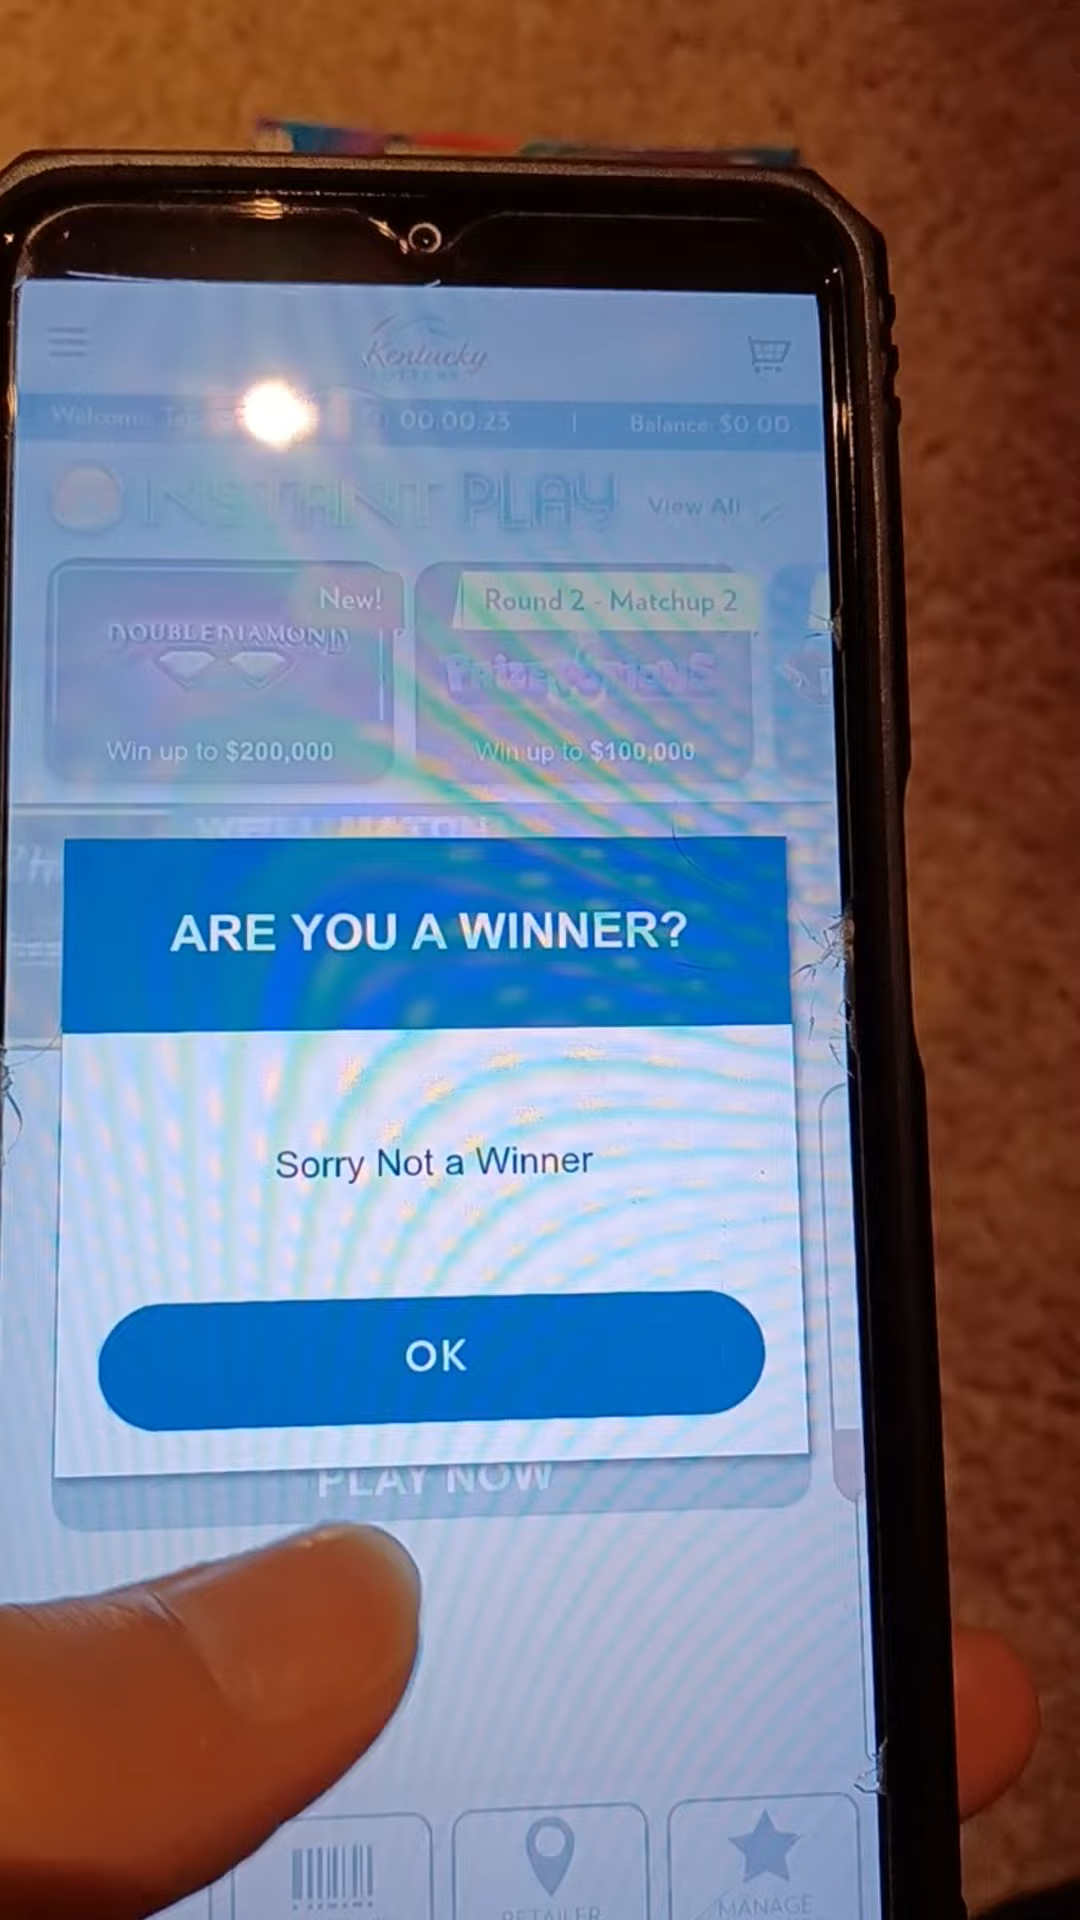 Kentucky
Welcome 00:00:23 | Balance: $0.00
INSTANT PLAY View All
New!
DOUBLE DIAMOND
Win up to $200,000
Round 2 - Matchup 2
Win up to $100,000
ARE YOU A WINNER?
Sorry Not a Winner
OK
PLAY NOW
RETAILER
MANAGE